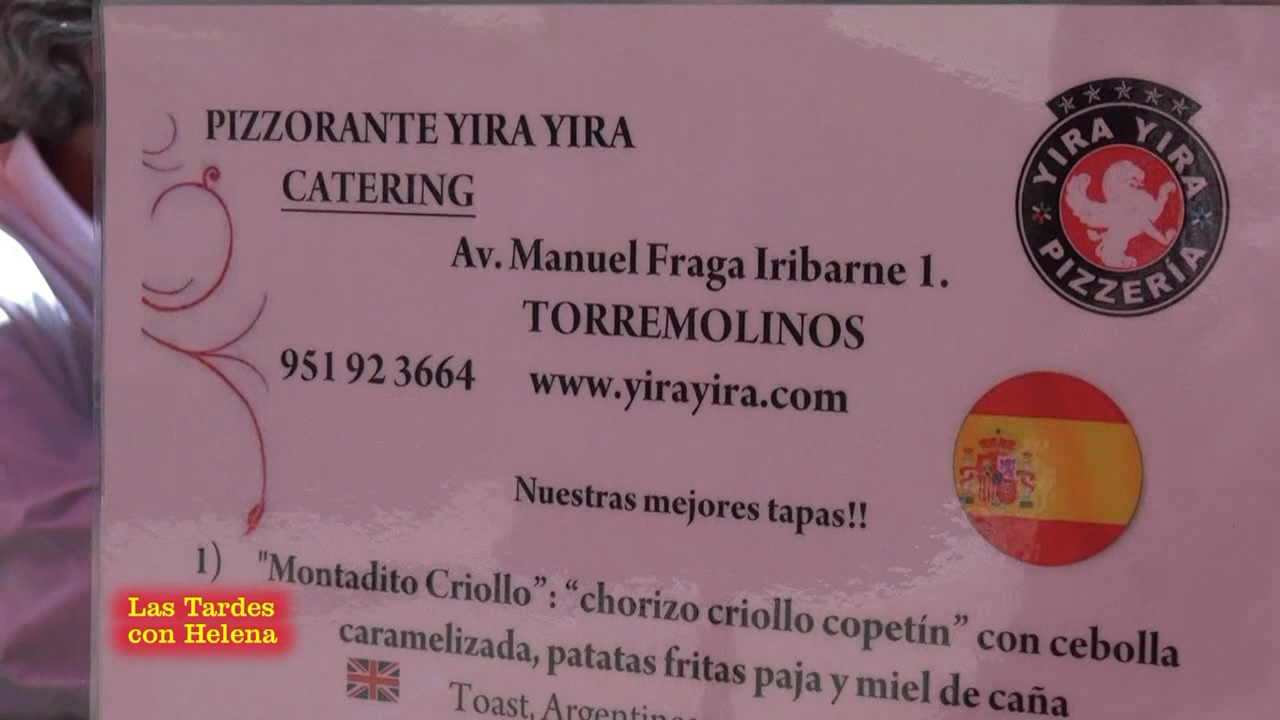 PIZZORANTE YIRA YIRA
CATERING
Av. Manuel Fraga Iribarne 1.
TORREMOLINOS
951 92 3664 www.yirayira.com
YIRA YIRA
PIZZERÍA
Nuestras mejores tapas!!
1) "Montadito Criollo”: “chorizo criollo copetín” con cebolla
caramelizada, patatas fritas paja y miel de caña
Toast,
Las Tardes
con Helena